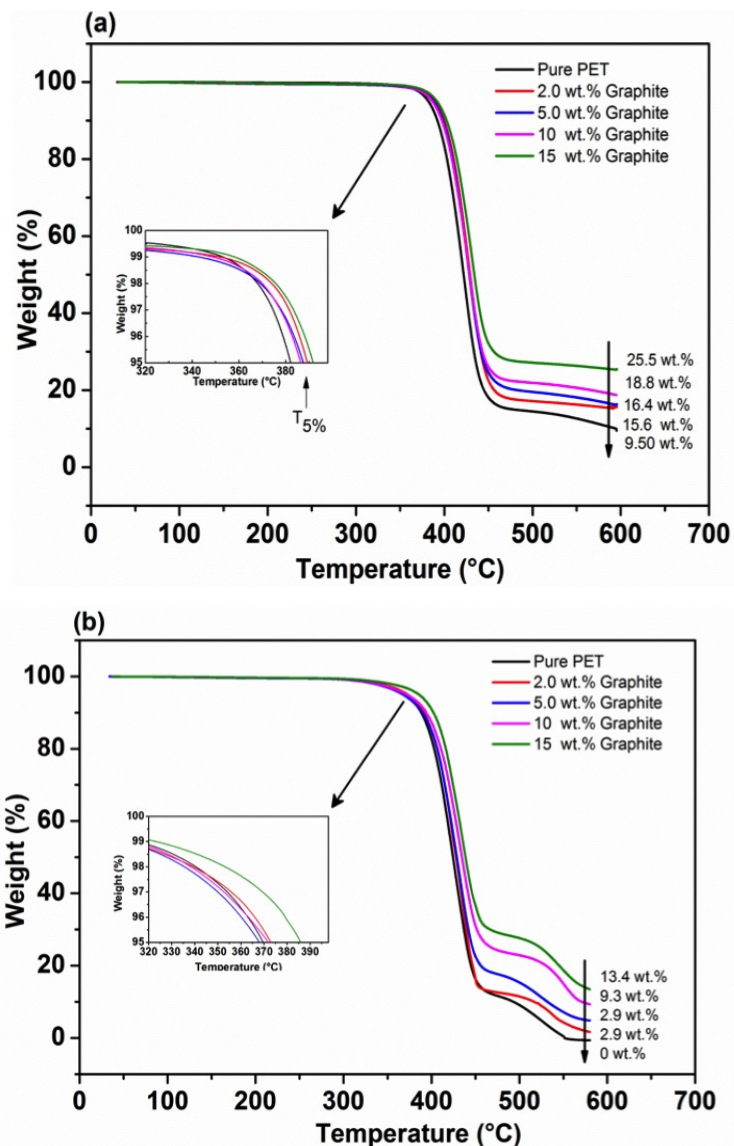 (a)
Pure PET
2.0 wt.% Graphite
5.0 wt.% Graphite
10 wt.% Graphite
15 wt.% Graphite
100
80
60
40
20
0
Weight (%)
100
99
98
97
96
95
Weight (%)
320 340 360 380
Temperature (°C)
T5%
25.5 wt.%
18.8 wt.%
16.4 wt.%
15.6 wt.%
9.50 wt.%
0 100 200 300 400 500 600 700
Temperature (°C)
(b)
Pure PET
2.0 wt.% Graphite
5.0 wt.% Graphite
10 wt.% Graphite
15 wt.% Graphite
100
80
60
40
20
0
Weight (%)
100
99
98
97
96
95
Weight (%)
320 330 340 350 360 370 380 390
Temperature (°C)
13.4 wt.%
9.3 wt.%
2.9 wt.%
2.9 wt.%
0 wt.%
0 100 200 300 400 500 600 700
Temperature (°C)